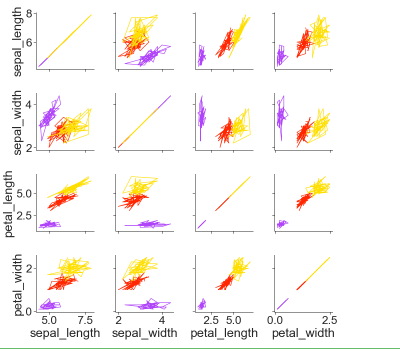 8
6
sepal_length
4
2
sepal_width
5.0
2.5
petal_length
2
0
petal_width
5.0 7.5 2 4 2.5 5.0 0.0 2.5
sepal_length sepal_width petal_length petal_width